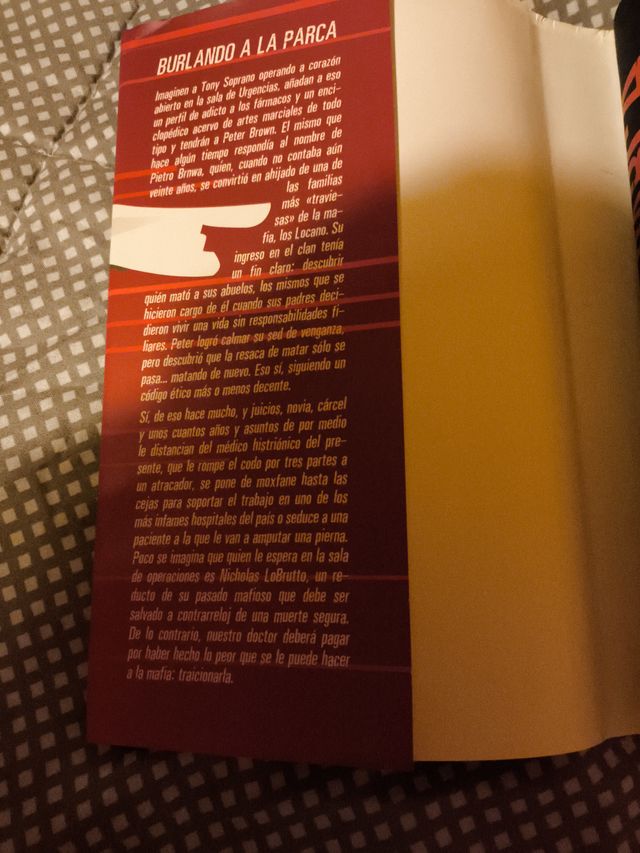 BURLANDO A LA PARCA
Imaginen a Tony Soprano operando a corazón
abierto en la sala de Urgencias, añadan a eso
un perfil de adicto a los fármacos y un enci-
clopédico acervo de artes marciales de todo
tipo y tendrán a Peter Brown. El mismo que
hace algún tiempo respondía al nombre de
Pietro Brnwa, quien, cuando no contaba aún
veinte años, se convirtió en ahijado de una de
las familias
más «travie-
sas» de la ma-
fia, los Locano. Su
ingreso en el clan tenía
un fin claro: descubrir
quién mató a sus abuelos, los mismos que se
hicieron cargo de él cuando sus padres deci-
dieron vivir una vida sin responsabilidades fi-
liares. Peter logró calmar su sed de venganza,
pero descubrió que la resaca de matar sólo se
pasa... matando de nuevo. Eso sí, siguiendo un
código ético más o menos decente.
Sí, de eso hace mucho, y juicios, novia, cárcel
y unos cuantos años y asuntos de por medio
le distancian del médico histriónico del pre-
sente, que le rompe el codo por tres partes a
un atracador, se pone de moxfane hasta las
cejas para soportar el trabajo en uno de los
más infames hospitales del país o seduce a una
paciente a la que le van a amputar una pierna.
Poco se imagina que quien le espera en la sala
de operaciones es Nicholas LoBrutto, un re-
ducto de su pasado mafioso que debe ser
salvado a contrarreloj de una muerte segura.
De lo contrario, nuestro doctor deberá pagar
por haber hecho lo peor que se le puede hacer
a la mafia: traicionarla.